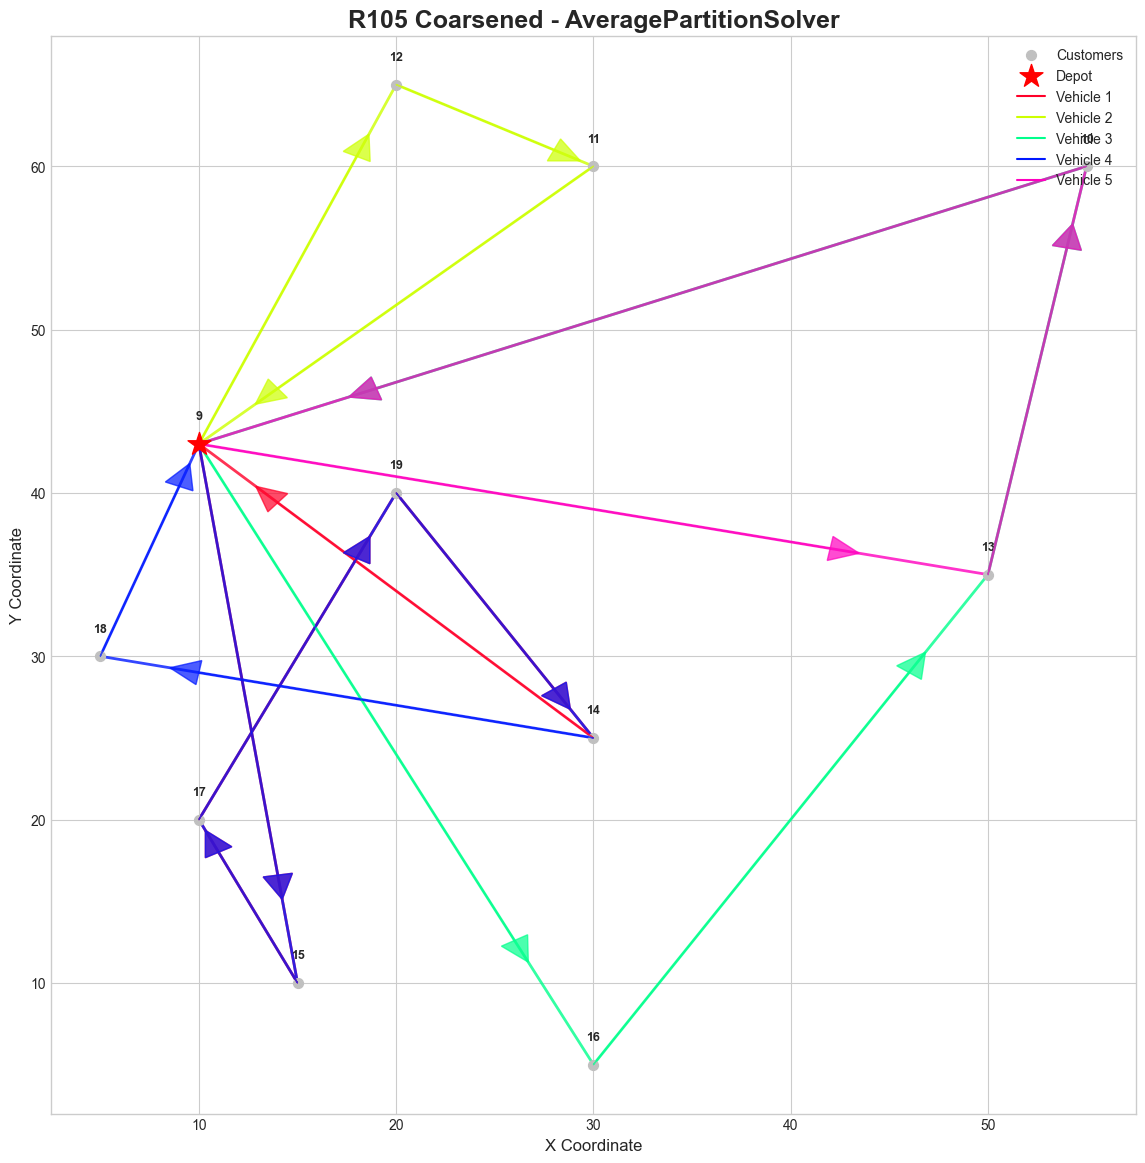 R105 Coarsened - AveragePartitionSolver
Customers
Depot
Vehicle 1
Vehicle 2
Vehicle 3
Vehicle 4
Vehicle 5
12
11
10
9
19
13
18
14
17
15
16
60
50
40
30
20
10
10
20
30
40
50
X Coordinate
Y Coordinate